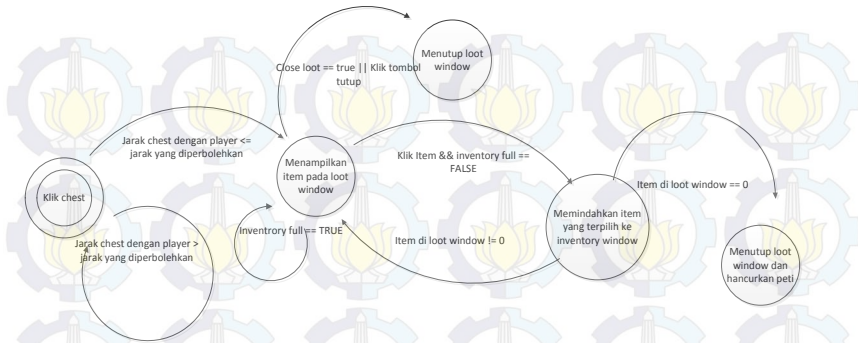 Menutup loot
window
Close loot == true || Klik tombol
tutup
Jarak chest dengan player <=
jarak yang diperbolehkan
Klik chest
Menampilkan
item pada loot
window
Klik Item && inventory full ==
FALSE
Item di loot window == 0
Memindahkan item
yang terpilih ke
inventory window
Jarak chest dengan player >
jarak yang diperbolehkan
Inventrory full == TRUE
Item di loot window != 0
Menutup loot
window dan
hancurkan peti